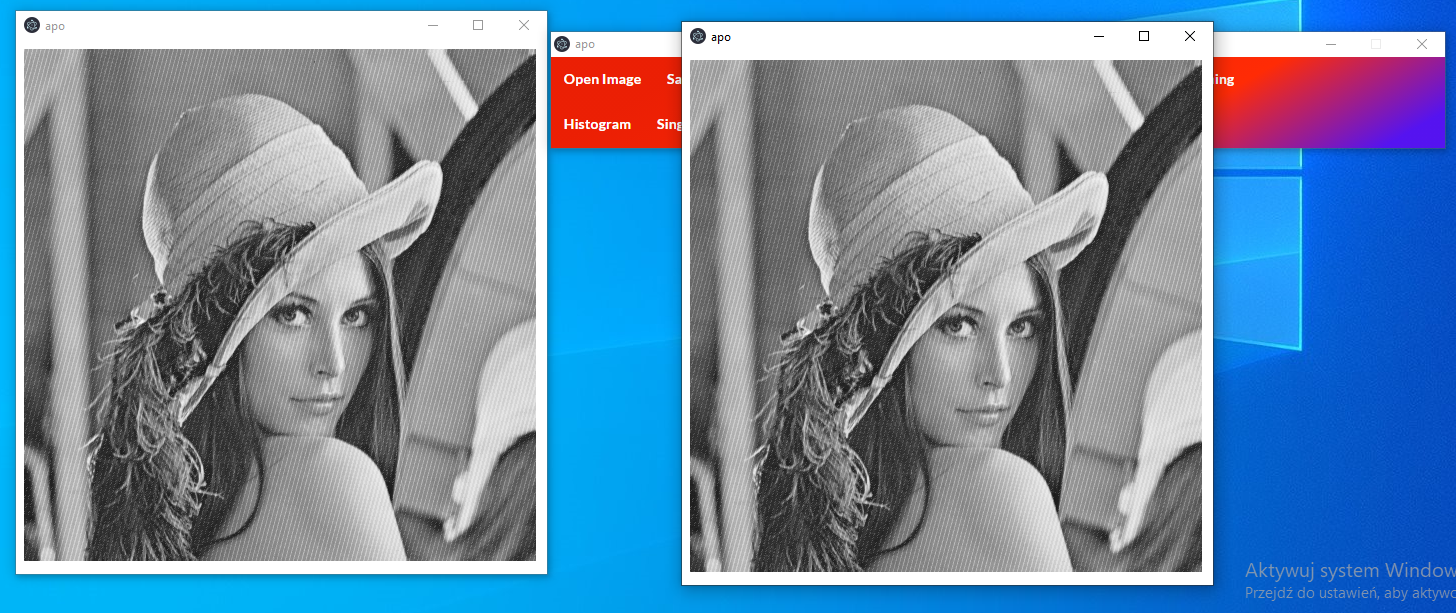 apo
apo
apo
Open Image
Histogram
Aktywuj system Window
Przejdź do ustawień, aby aktywo